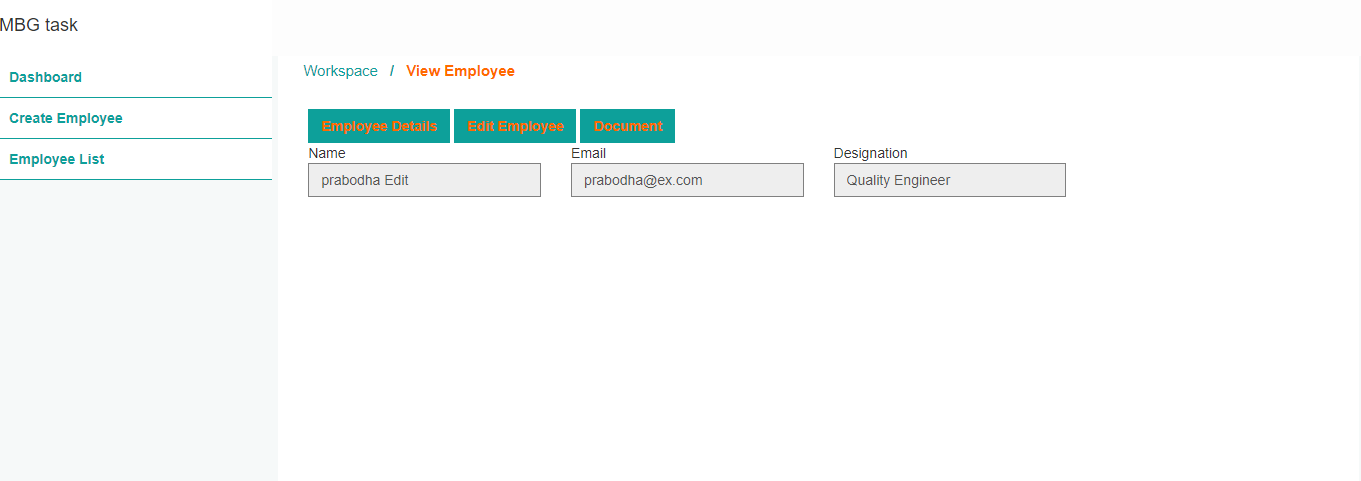 MBG task
Dashboard
Create Employee
Employee List
Workspace / View Employee
Employee Details Edit Employee Document
Name Email Designation
prabodha Edit prabodha@ex.com Quality Engineer